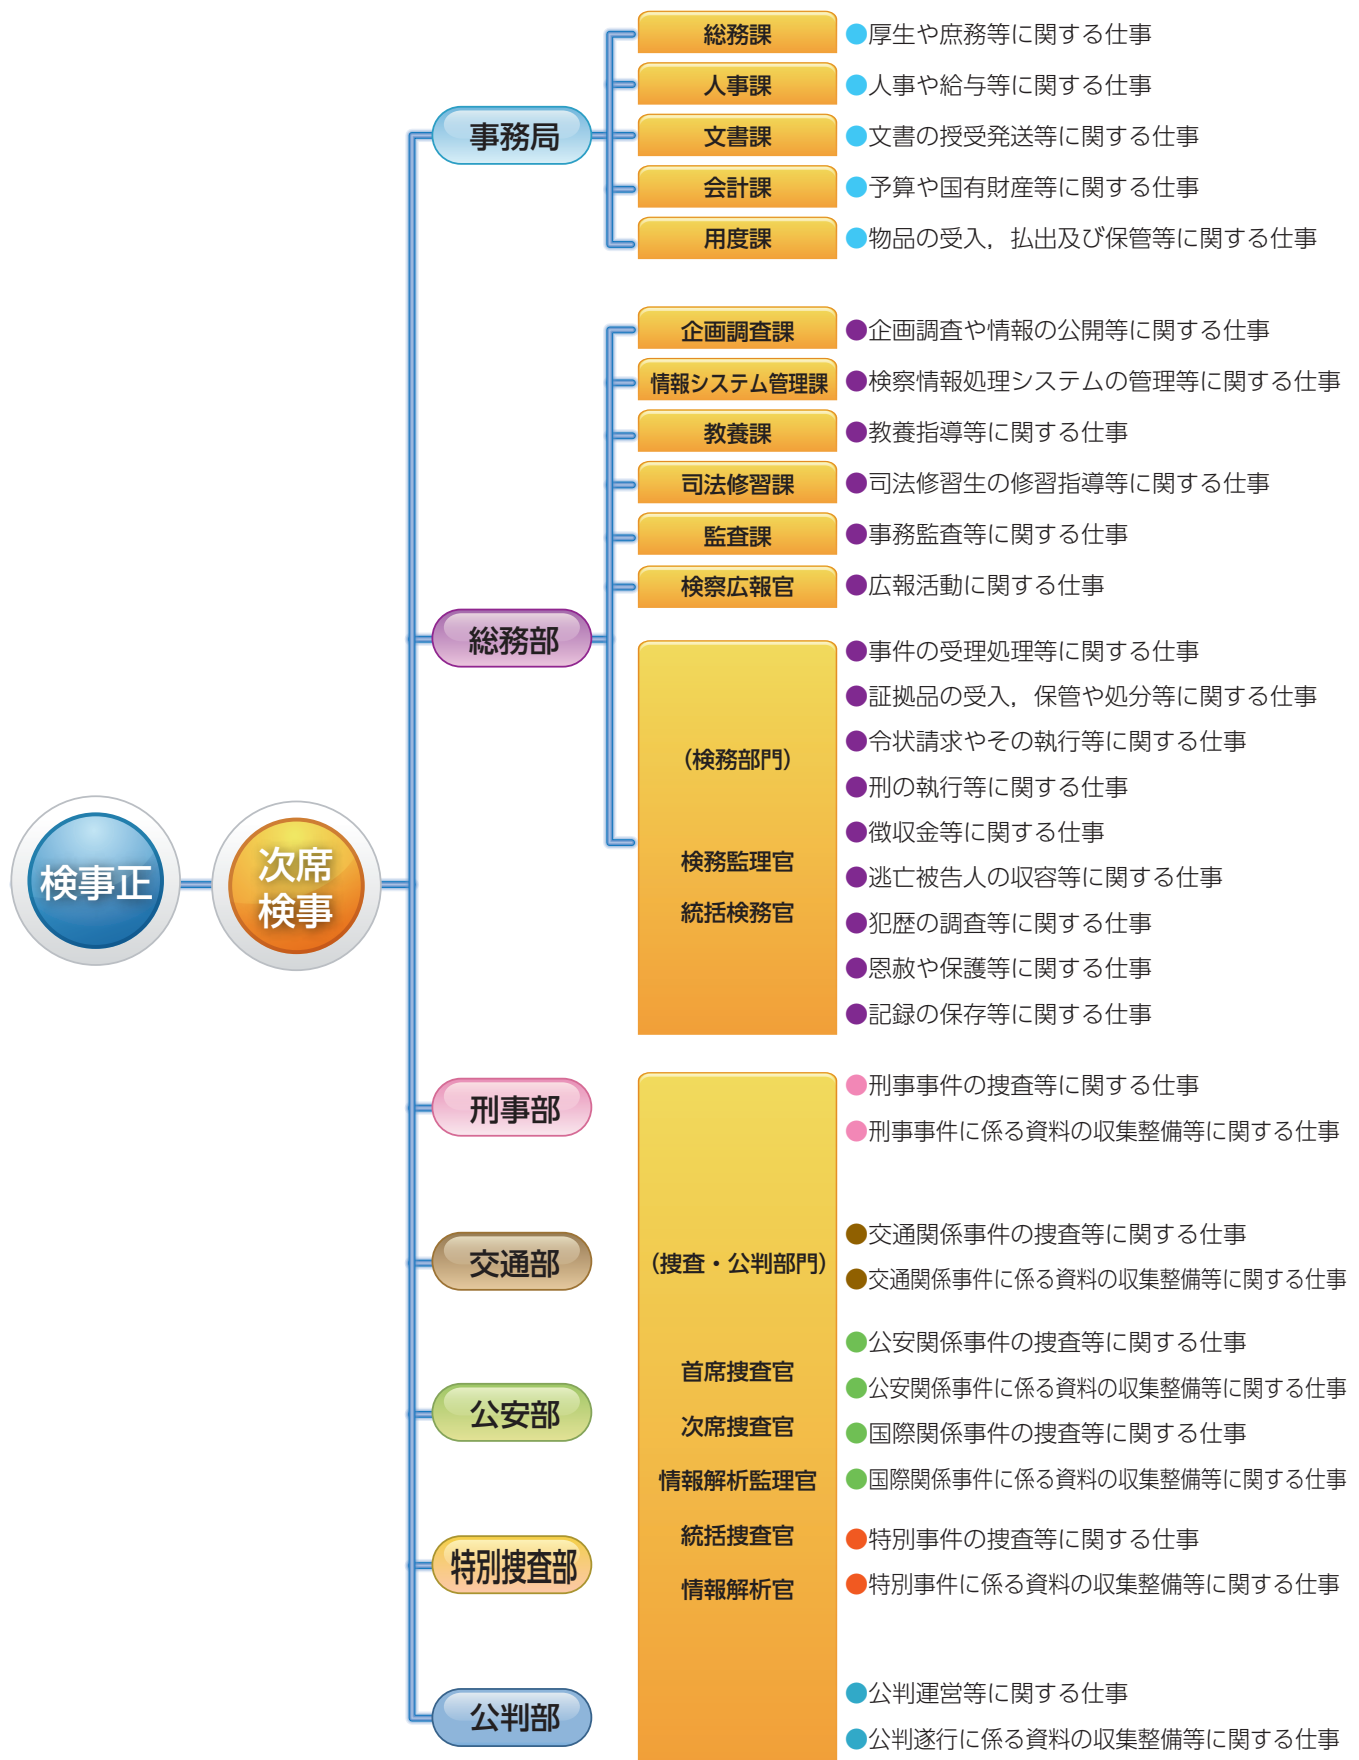 検事正
次席
検事
事務局
総務課
●厚生や庶務等に関する仕事
人事課
●人事や給与等に関する仕事
文書課
●文書の授受発送等に関する仕事
会計課
●予算や国有財産等に関する仕事
用度課
●物品の受入，払出及び保管等に関する仕事
総務部
企画調査課
●企画調査や情報の公開等に関する仕事
情報システム管理課
●検察情報処理システムの管理等に関する仕事
教養課
●教養指導等に関する仕事
司法修習課
●司法修習生の修習指導等に関する仕事
監査課
●事務監査等に関する仕事
検察広報官
●広報活動に関する仕事
（検務部門）
検務監理官
統括検務官
●事件の受理処理等に関する仕事
●証拠品の受入，保管や処分等に関する仕事
●令状請求やその執行等に関する仕事
●刑の執行等に関する仕事
●徴収金等に関する仕事
●逃亡被告人の収容等に関する仕事
●犯歴の調査等に関する仕事
●恩赦や保護等に関する仕事
●記録の保存等に関する仕事
刑事部
交通部
公安部
特別捜査部
公判部
（捜査・公判部門）
首席捜査官
次席捜査官
情報解析監理官
統括捜査官
情報解析官
●刑事事件の捜査等に関する仕事
●刑事事件に係る資料の収集整備等に関する仕事
●交通関係事件の捜査等に関する仕事
●交通関係事件に係る資料の収集整備等に関する仕事
●公安関係事件の捜査等に関する仕事
●公安関係事件に係る資料の収集整備等に関する仕事
●国際関係事件の捜査等に関する仕事
●国際関係事件に係る資料の収集整備等に関する仕事
●特別事件の捜査等に関する仕事
●特別事件に係る資料の収集整備等に関する仕事
●公判運営等に関する仕事
●公判遂行に係る資料の収集整備等に関する仕事